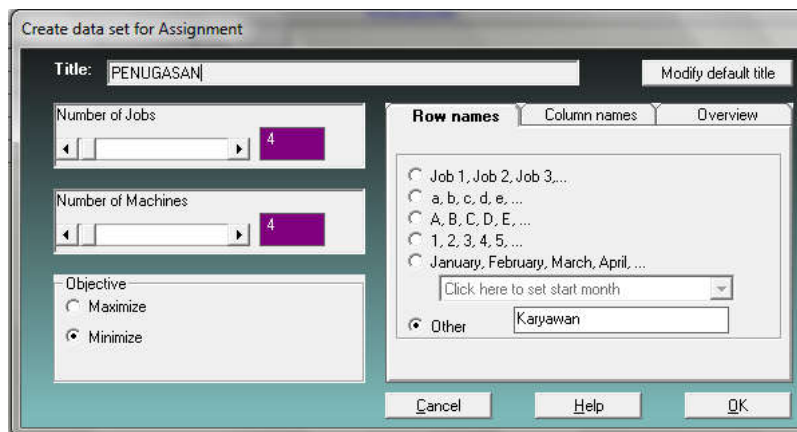 Create data set for Assignment
Title: PENUGASAN
Modify default title
Number of Jobs
4
Number of Machines
4
Objective
Maximize
Minimize
Row names Column names Overview
Job 1, Job 2, Job 3,...
a, b, c, d, e, ...
A, B, C, D, E, ...
1, 2, 3, 4, 5, ...
January, February, March, April, ...
Click here to set start month
Other Karyawan
Cancel Help OK